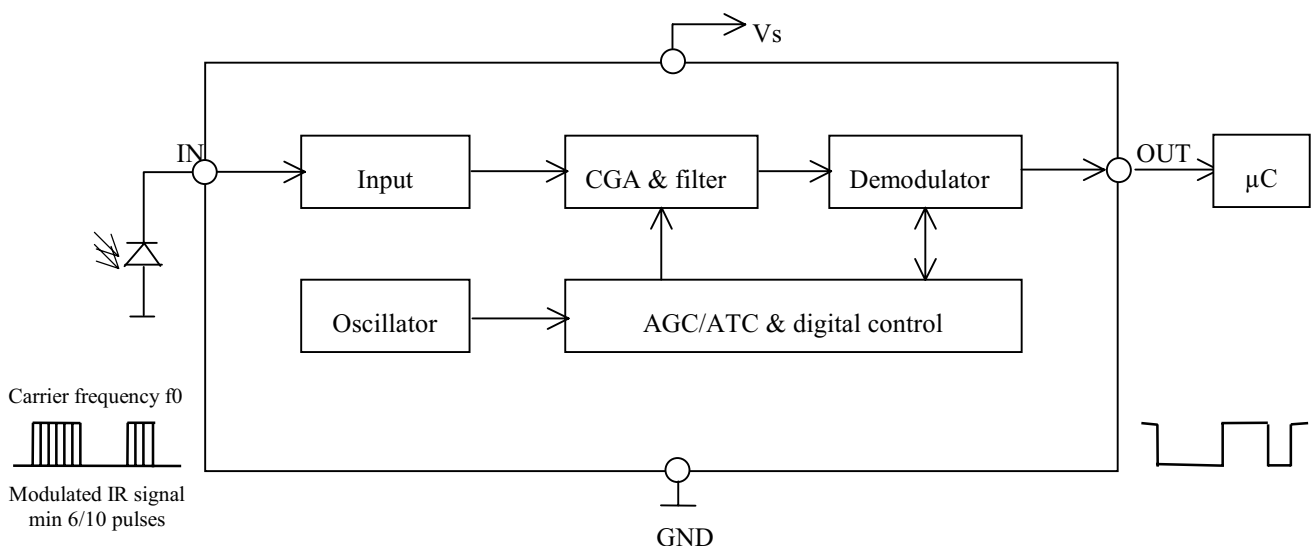 Vs
IN
Input
CGA & filter
Demodulator
OUT
µC
Oscillator
AGC/ATC & digital control
Carrier frequency f0
Modulated IR signal
min 6/10 pulses
GND